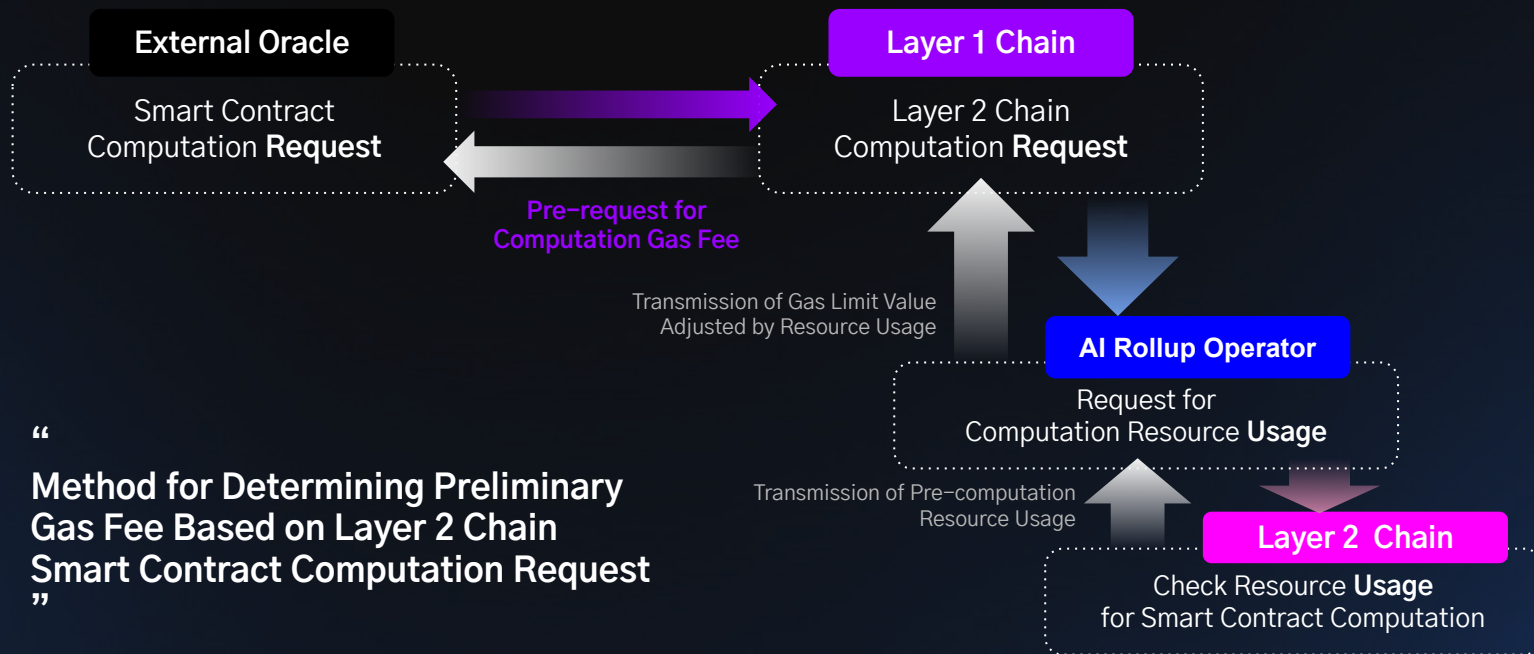 External Oracle
Smart Contract
Computation Request
Layer 1 Chain
Layer 2 Chain
Computation Request
Pre-request for
Computation Gas Fee
Transmission of Gas Limit Value
Adjusted by Resource Usage
AI Rollup Operator
Request for
Computation Resource Usage
Transmission of Pre-computation
Resource Usage
Layer 2 Chain
Check Resource Usage
for Smart Contract Computation
“
Method for Determining Preliminary
Gas Fee Based on Layer 2 Chain
Smart Contract Computation Request
”